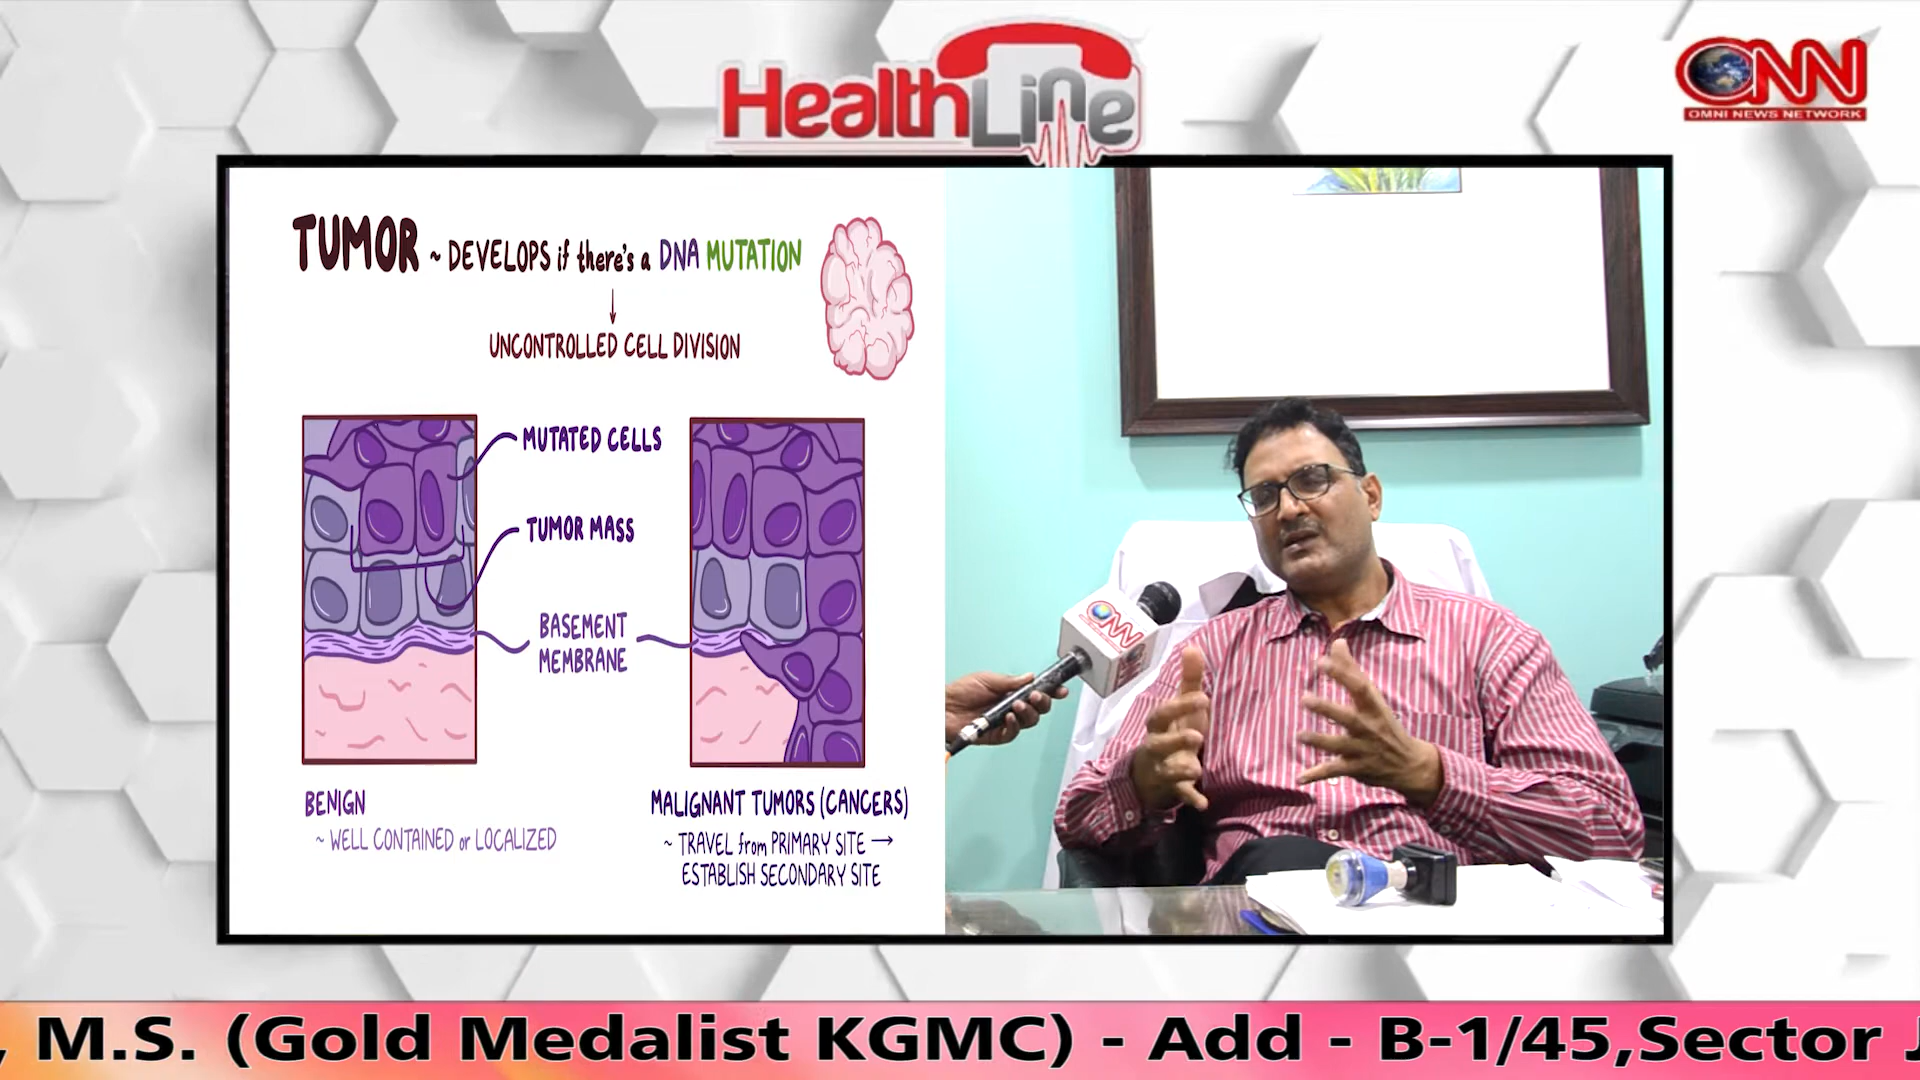 HealthLine
ONN
OMNI NEWS NETWORK
TUMOR ~ DEVELOPS if there's a DNA MUTATION
↓
UNCONTROLLED CELL DIVISION
MUTATED CELLS
TUMOR MASS
BASEMENT
MEMBRANE
BENIGN
~ WELL CONTAINED or LOCALIZED
MALIGNANT TUMORS (CANCERS)
~ TRAVEL from PRIMARY SITE →
ESTABLISH SECONDARY SITE
ONN
, M.S. (Gold Medalist KGMC) - Add - B-1/45,Sector J